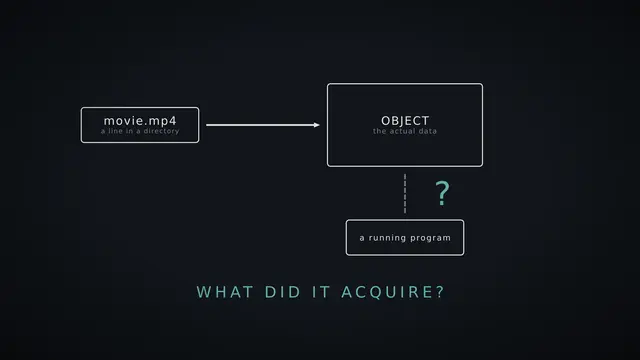 movie.mp4
a line in a directory
OBJECT
the actual data
?
a running program
WHAT DID IT ACQUIRE?